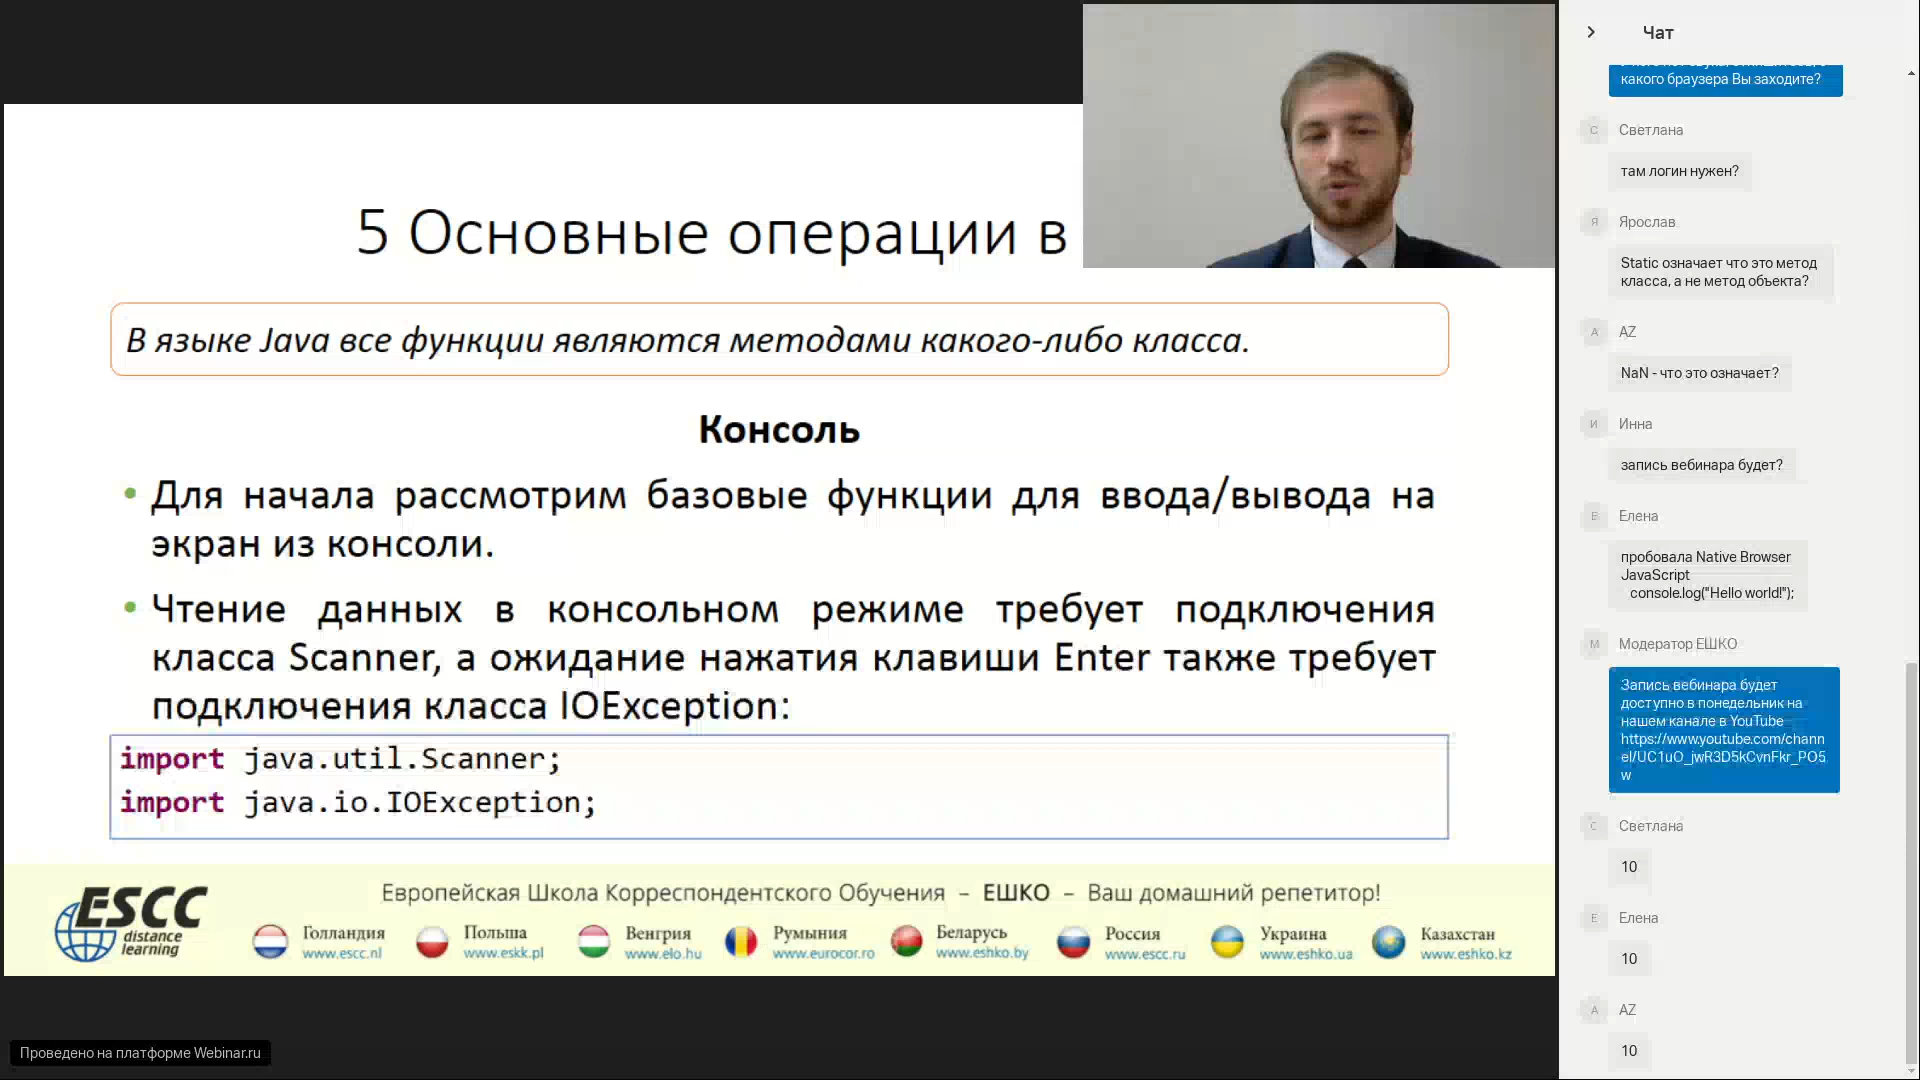 5 Основные операции в
В языке Java все функции являются методами какого-либо класса.
Консоль
• Для начала рассмотрим базовые функции для ввода/вывода на
экран из консоли.
• Чтение данных в консольном режиме требует подключения
класса Scanner, а ожидание нажатия клавиши Enter также требует
подключения класса IOException:
import java.util.Scanner;
import java.io.IOException;
Европейская Школа Корреспондентского Обучения – ЕШКО – Ваш домашний репетитор!
ESCC
distance
learning
Голландия
www.escc.nl
Польша
www.eskk.pl
Венгрия
www.elo.hu
Румыния
www.eurocor.ro
Беларусь
www.eshko.by
Россия
www.escc.ru
Украина
www.eshko.ua
Казахстан
www.eshko.kz
Проведено на платформе Webinar.ru
Чат
какого браузера Вы заходите?
С Светлана
там логин нужен?
Я Ярослав
Static означает что это метод
класса, а не метод объекта?
A AZ
NaN - что это означает?
И Инна
запись вебинара будет?
Е Елена
пробовала Native Browser
JavaScript
console.log("Hello world!");
М Модератор ЕШКО
Запись вебинара будет
доступно в понедельник на
нашем канале в YouTube
https://www.youtube.com/chann
el/UC1uO_jwR3D5kCvnFkr_PO5
w
С Светлана
10
Е Елена
10
A AZ
10